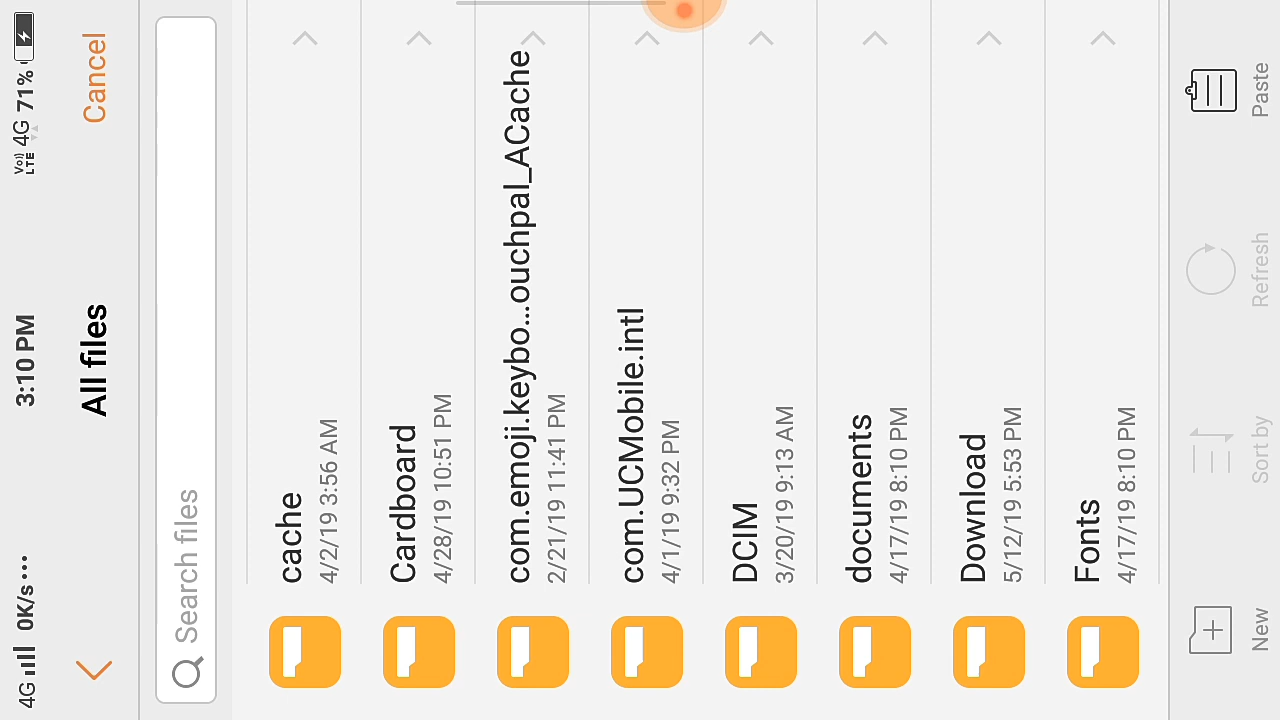 4G 0K/s ... 3:10 PM VoLTE 4G 71%
All files
Cancel
Search files
cache
4/2/19 3:56 AM
Cardboard
4/28/19 10:51 PM
com.emoji.keybo...ouchpal_ACache
2/21/19 11:41 PM
com.UCMobile.intl
4/1/19 9:32 PM
DCIM
3/20/19 9:13 AM
documents
4/17/19 8:10 PM
Download
5/12/19 5:53 PM
Fonts
4/17/19 8:10 PM
New
Sort by
Refresh
Paste